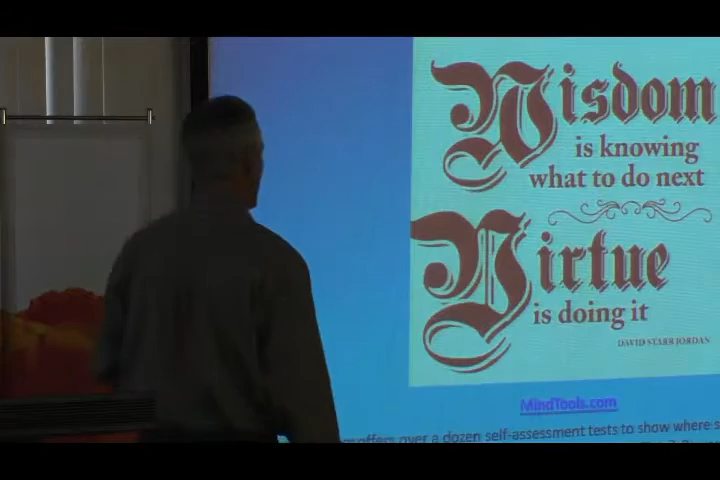 Wisdom
is knowing
what to do next
Virtue
is doing it
DAVID STARR JORDAN
MindTools.com
offers over a dozen self-assessment tests to show where